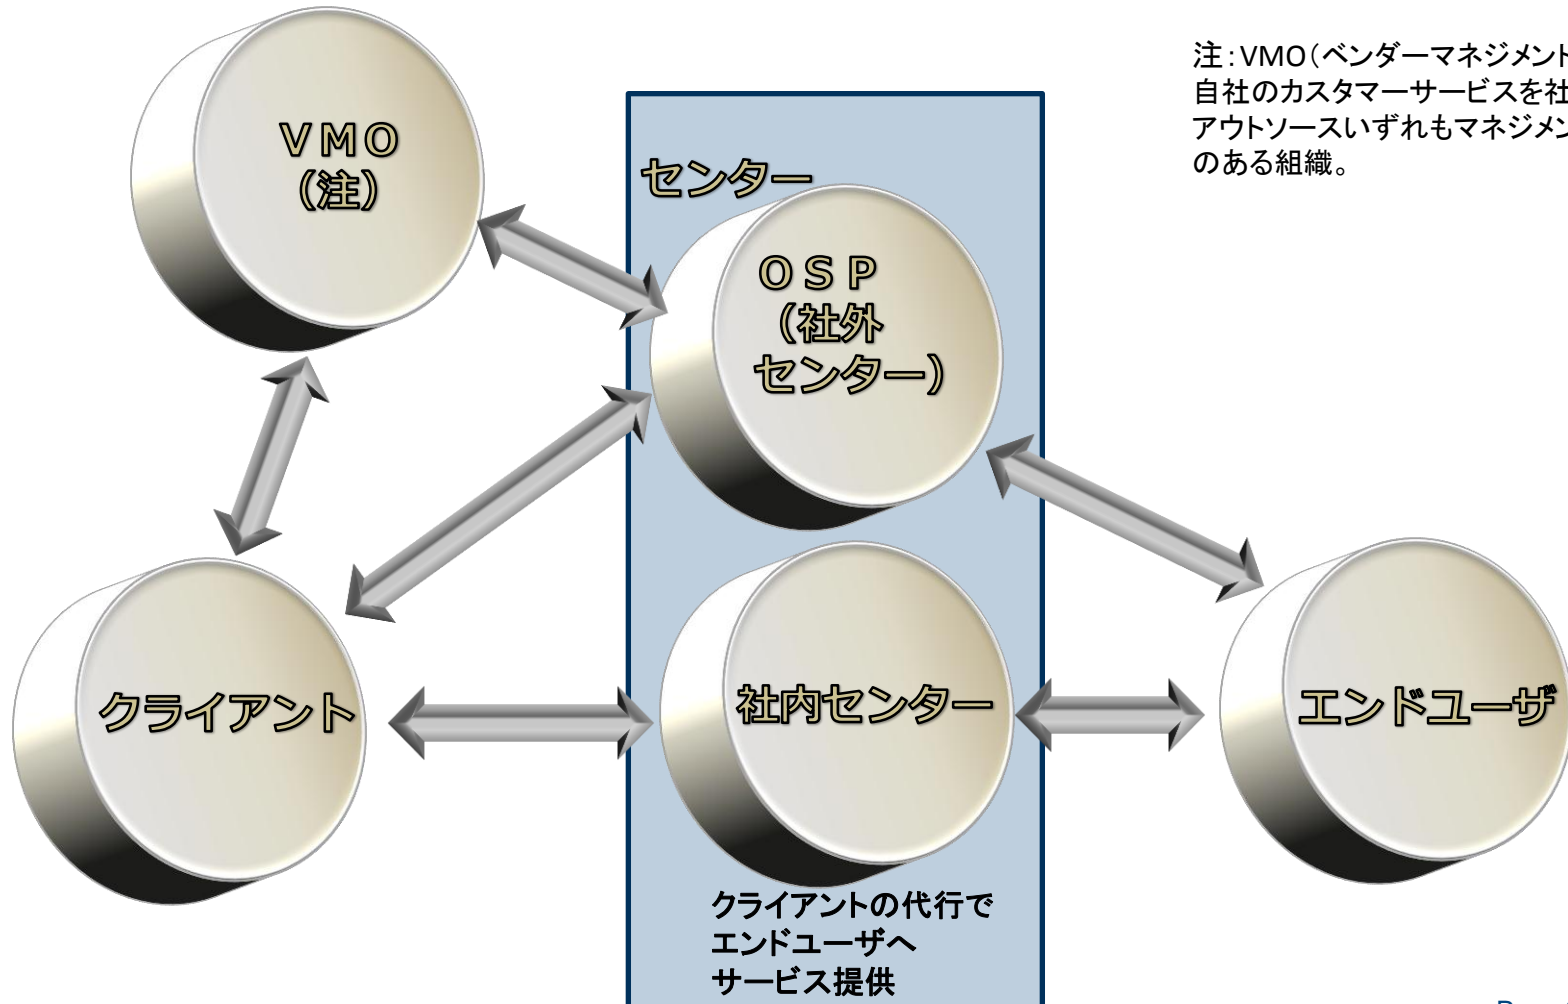 注:VMO(ベンダーマネジメント
自社のカスタマーサービスを社
アウトソースいずれもマネジメン
のある組織。
VMO
(注)
センター
OSP
(社外
センター)
クライアント
社内センター
エンドユーザ
クライアントの代行で
エンドユーザへ
サービス提供